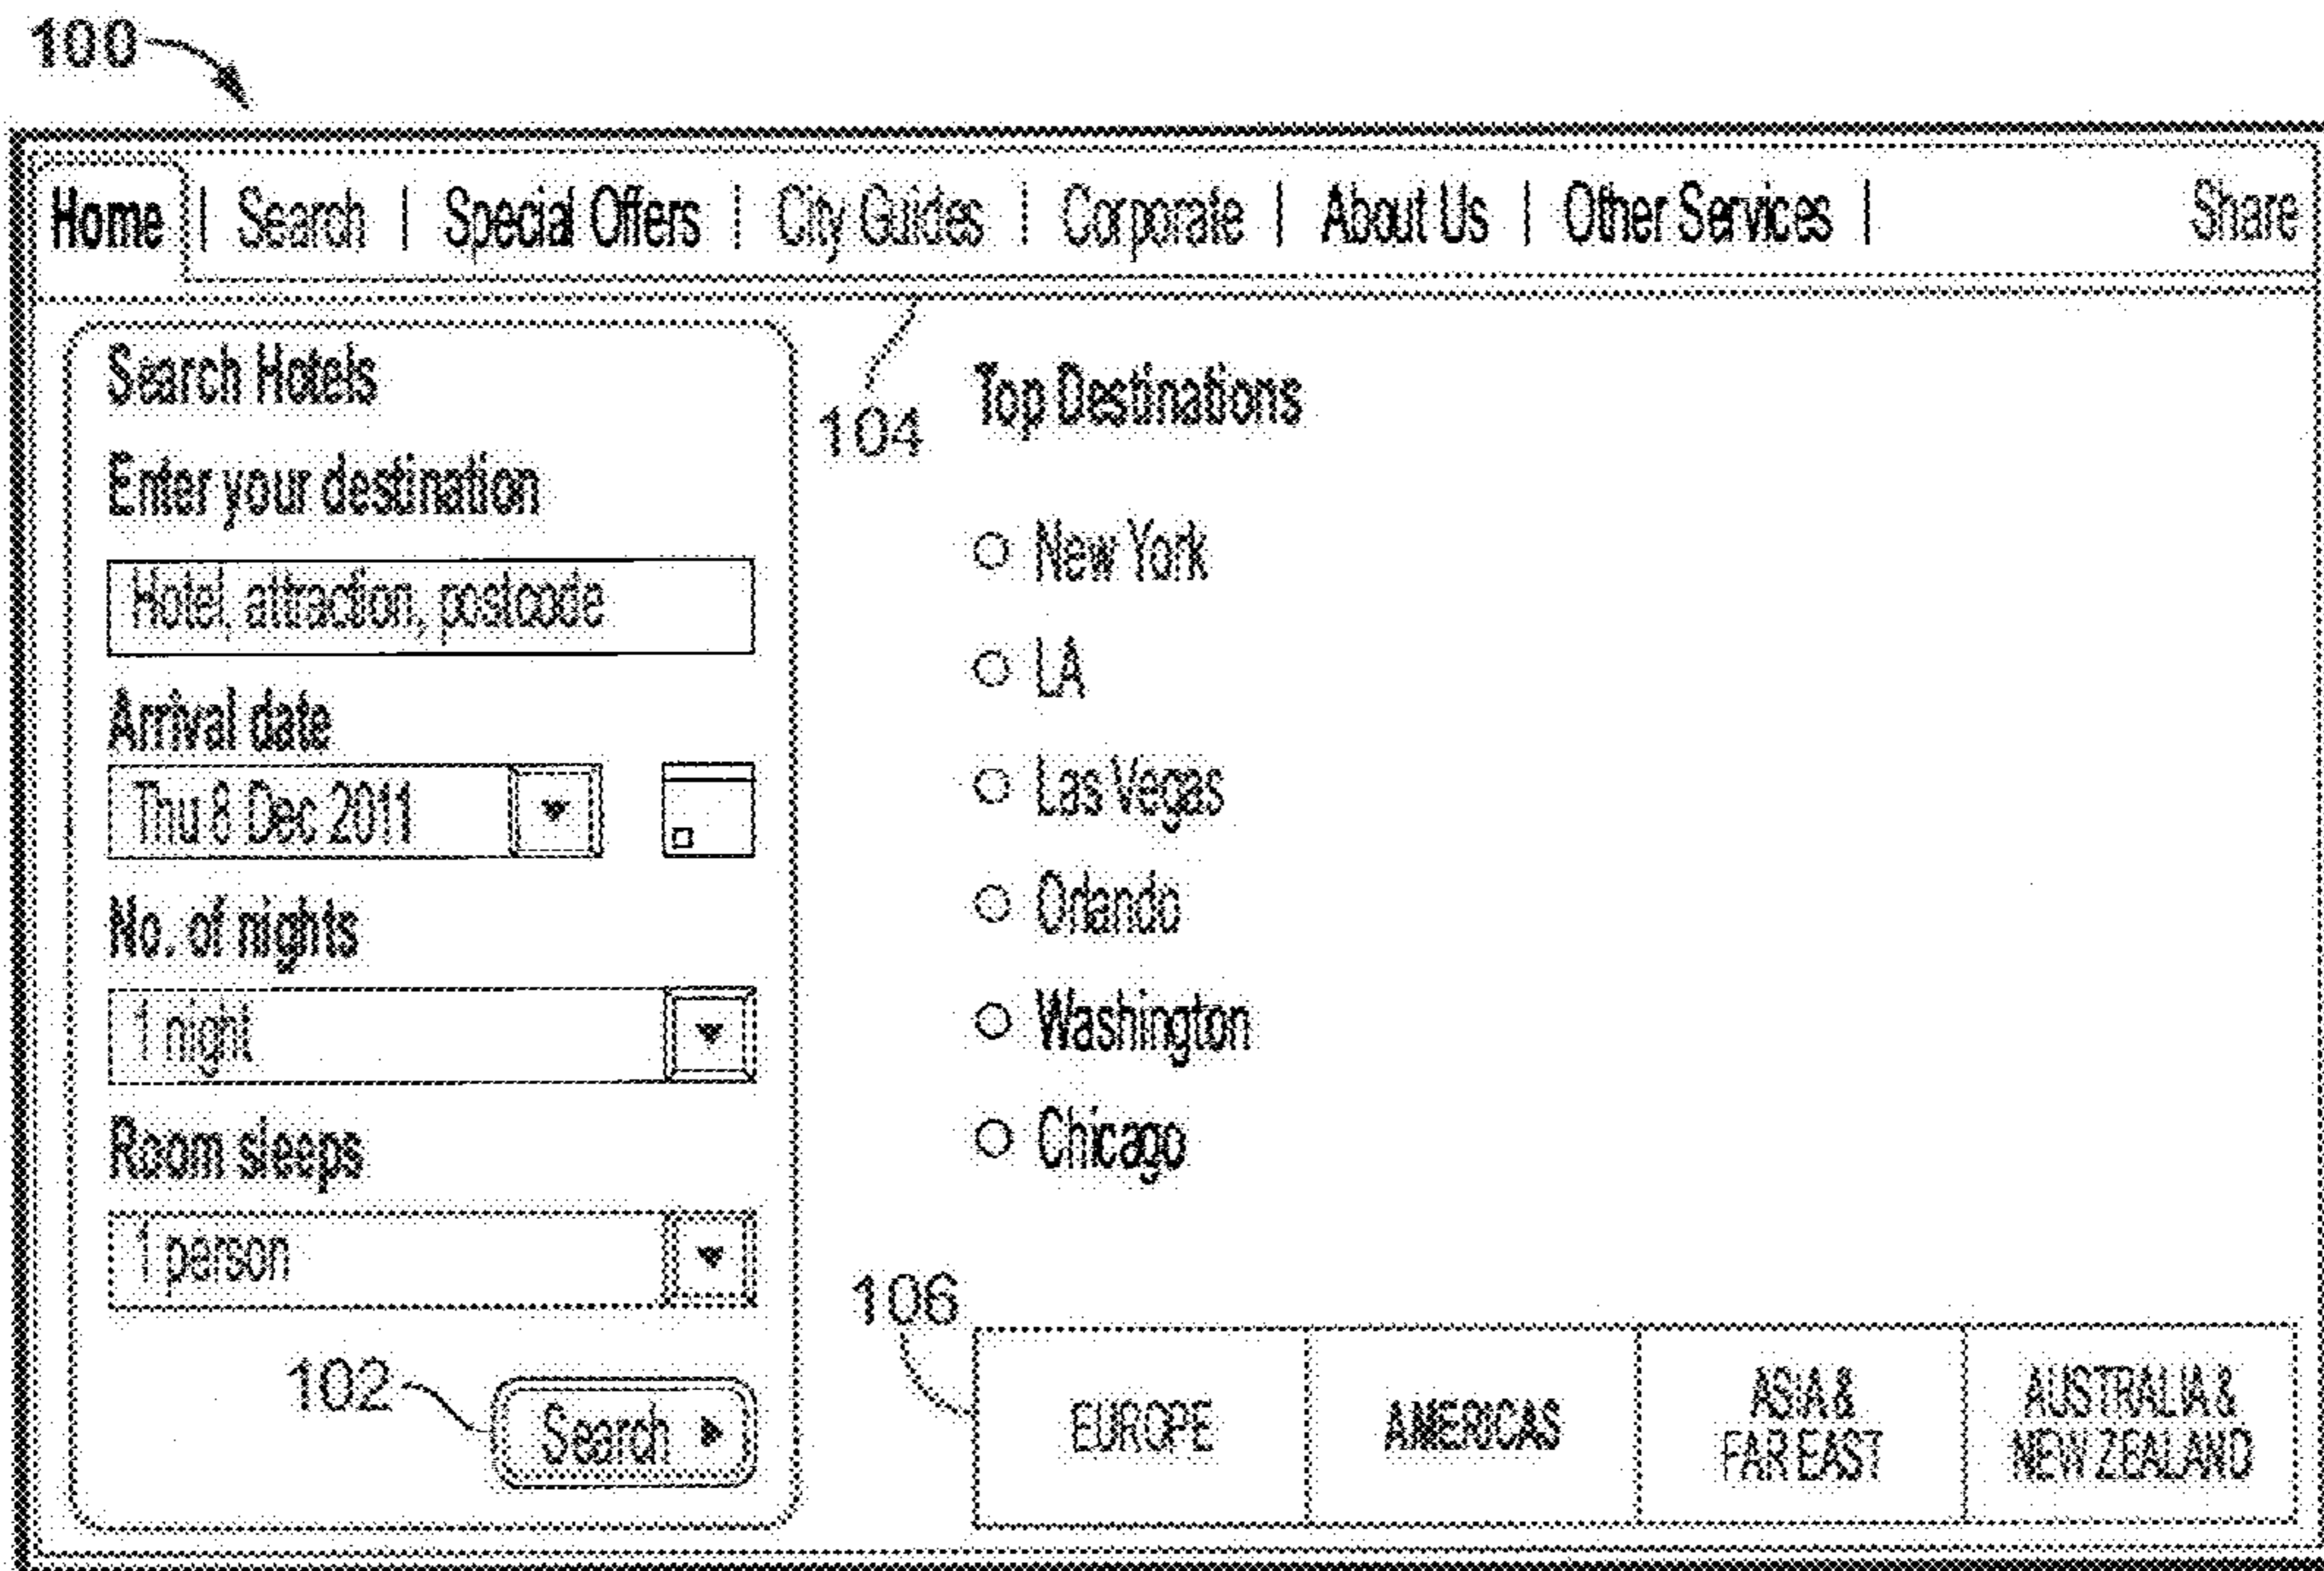 100
Home | Search | Special Offers | City Guides | Corporate | About Us | Other Services | Share
Search Hotels
Enter your destination
Hotel, attraction, postcode
Arrival date
Thu 8 Dec 2011
No. of nights
1 night
Room sleeps
1 person
102
Search
104
Top Destinations
New York
LA
Las Vegas
Orlando
Washington
Chicago
106
EUROPE
AMERICAS
ASIA &
FAR EAST
AUSTRALIA &
NEW ZEALAND